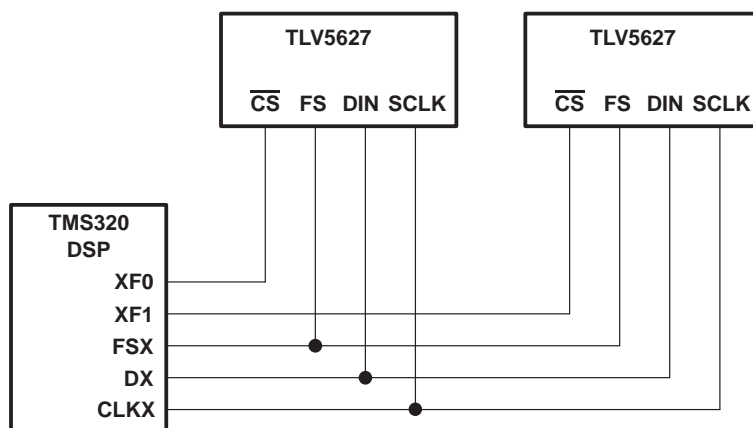 TLV5627
TLV5627
CS FS DIN SCLK
CS FS DIN SCLK
TMS320
DSP
XF0
XF1
FSX
DX
CLKX